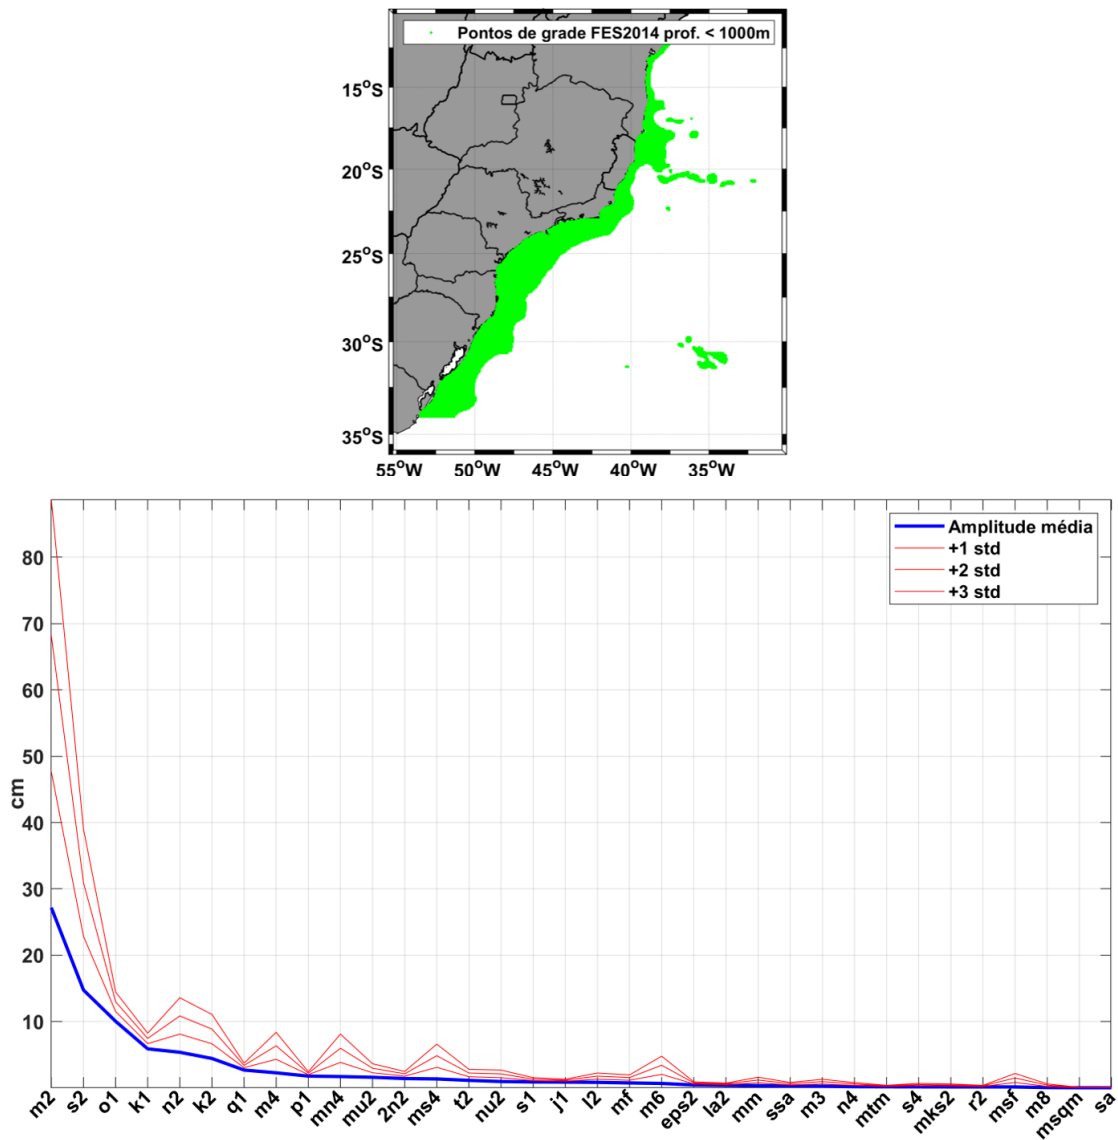 Pontos de grade FES2014 prof. < 1000m
15°S
20°S
25°S
30°S
35°S
55°W 50°W 45°W 40°W 35°W
Amplitude média
+1 std
+2 std
+3 std
80
70
60
50
40
30
20
10
cm
m2 s2 o1 k1 n2 k2 q1 m4 p1 mn4 mu2 2n2 ms4 t2 nu2 s1 j1 l2 mf m6 eps2 la2 mm ssa m3 n4 mtm s4 mks2 r2 msf m8 msqm sa